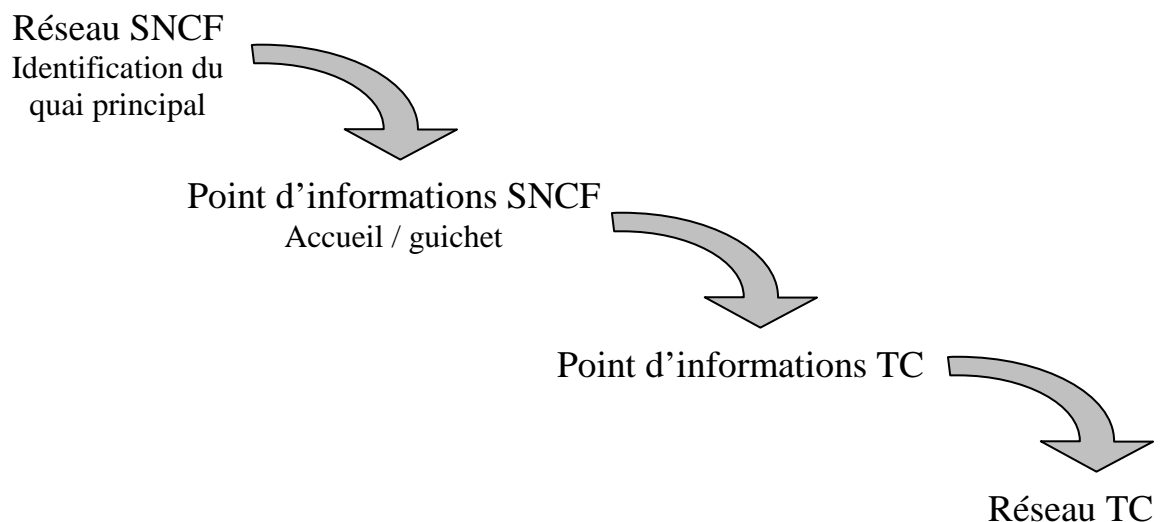 Réseau SNCF
Identification du
quai principal
Point d’informations SNCF
Accueil / guichet
Point d’informations TC
Réseau TC